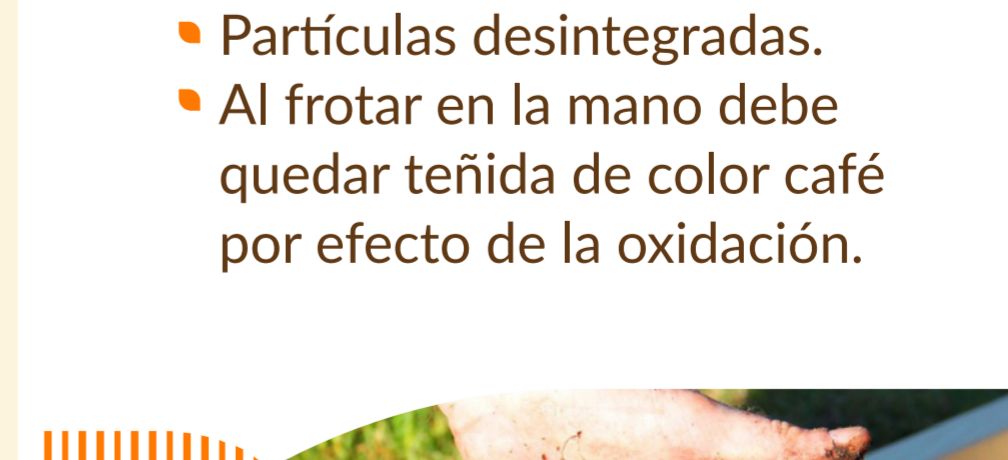 Partículas desintegradas.
Al frotar en la mano debe
quedar teñida de color café
por efecto de la oxidación.